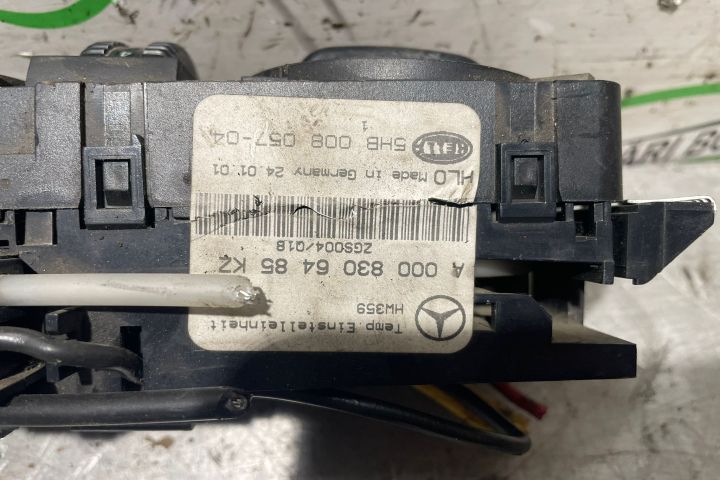 Temp. Einstelleinheit
HW359
A 000 830 64 85 KZ
ZGS004/Q18
HLO Made in Germany 24.01.01
HELLA
5HB 008 057-04
1